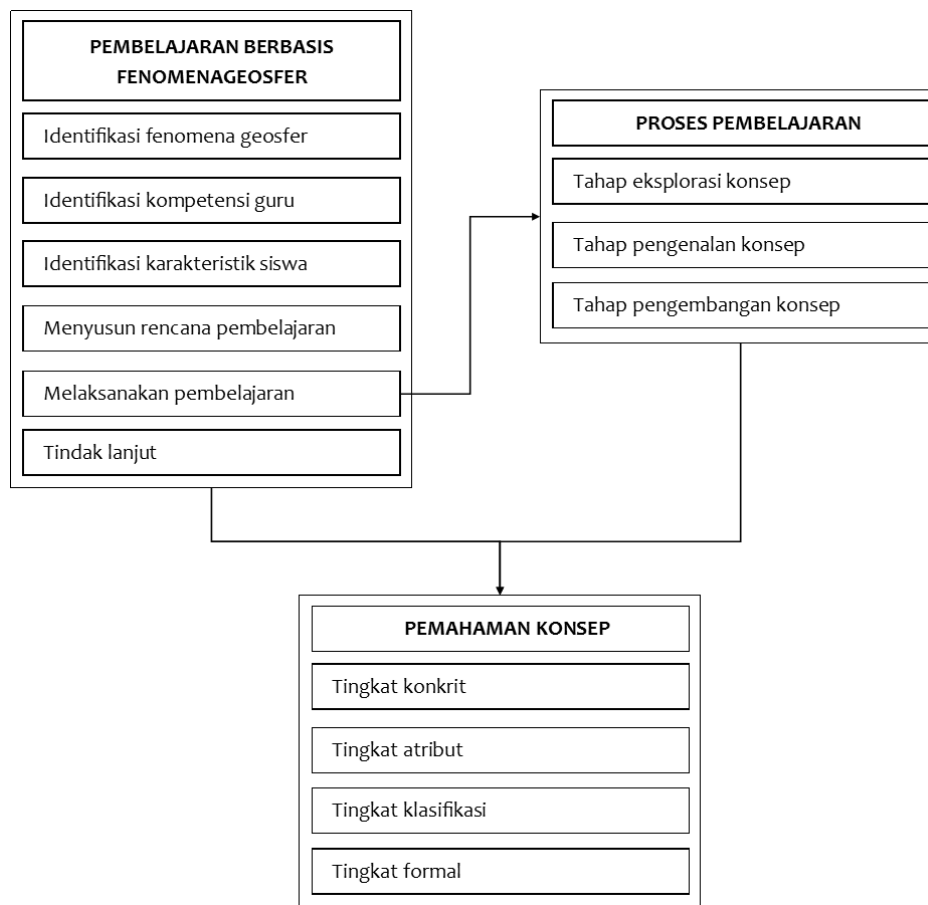 PEMBELAJARAN BERBASIS
FENOMENAGEOSFER
Identifikasi fenomena geosfer
Identifikasi kompetensi guru
Identifikasi karakteristik siswa
Menyusun rencana pembelajaran
Melaksanakan pembelajaran
Tindak lanjut
PROSES PEMBELAJARAN
Tahap eksplorasi konsep
Tahap pengenalan konsep
Tahap pengembangan konsep
PEMAHAMAN KONSEP
Tingkat konkrit
Tingkat atribut
Tingkat klasifikasi
Tingkat formal